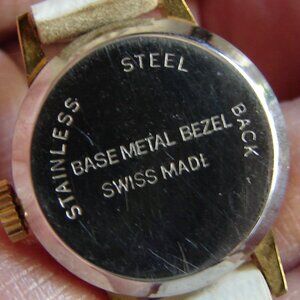 STAINLESS STEEL BACK
BASE METAL BEZEL
SWISS MADE